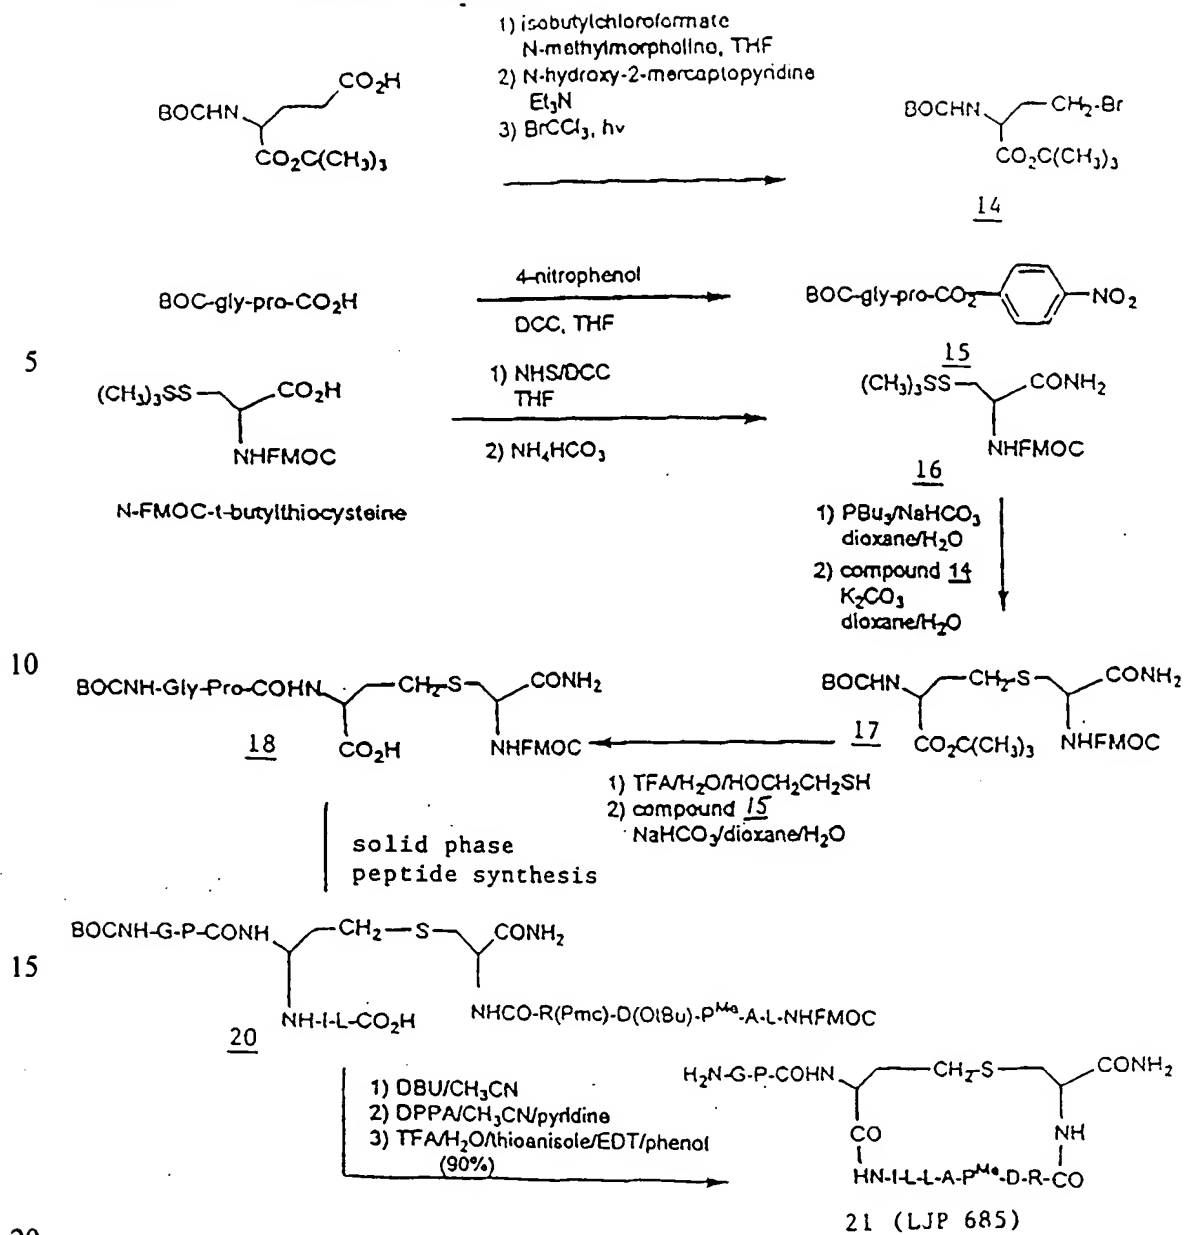 1) isobutylchloroformate
N-methylmorpholino, THF
2) N-hydroxy-2-mercaptopyridine
Et₃N
3) BrCCl₃, hv
CO₂H
BOCHN
CO₂C(CH₃)₃
CH₂-Br
BOCHN
CO₂C(CH₃)₃
14
BOC-gly-pro-CO₂H
4-nitrophenol
DCC, THF
BOC-gly-pro-CO₂
NO₂
15
5
(CH₃)₃SS
CO₂H
NHFMOC
N-FMOC-t-butylthiocysteine
1) NHS/DCC
THF
2) NH₄HCO₃
(CH₃)₃SS
CONH₂
NHFMOC
16
1) PBu₃/NaHCO₃
dioxane/H₂O
2) compound 14
K₂CO₃
dioxane/H₂O
10
BOCNH-Gly-Pro-COHN
CH₂-S
CONH₂
CO₂H
NHFMOC
18
BOCHN
CH₂S
CONH₂
17
CO₂C(CH₃)₃
NHFMOC
1) TFA/H₂O/HOCH₂CH₂SH
2) compound 15
NaHCO₃/dioxane/H₂O
solid phase
peptide synthesis
15
BOCNH-G-P-CONH
CH₂-S
CONH₂
NH-I-L-CO₂H
NHCO-R(Pmc)-D(OtBu)-Pᴹᵉ-A-L-NHFMOC
20
1) DBU/CH₃CN
2) DPPA/CH₃CN/pyridine
3) TFA/H₂O/thioanisole/EDT/phenol
(90%)
H₂N-G-P-COHN
CH₂-S
CONH₂
CO
NH
HN-I-L-L-A-Pᴹᵉ-D-R-CO
21 (LJP 685)